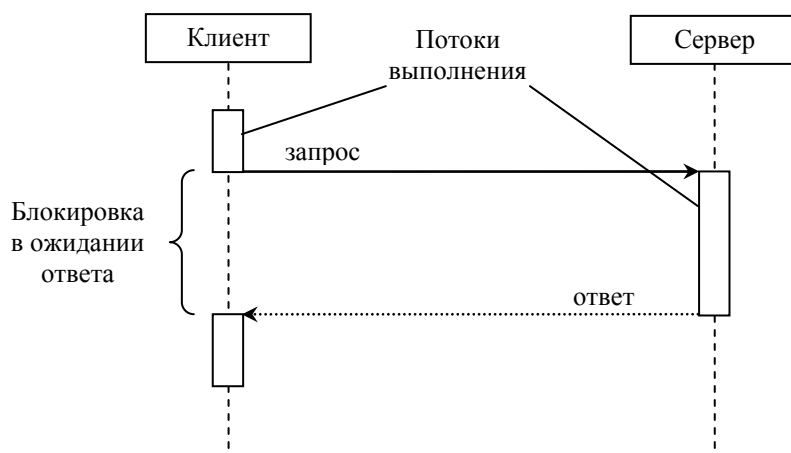 Клиент
Потоки
выполнения
Сервер
запрос
Блокировка
в ожидании
ответа
ответ